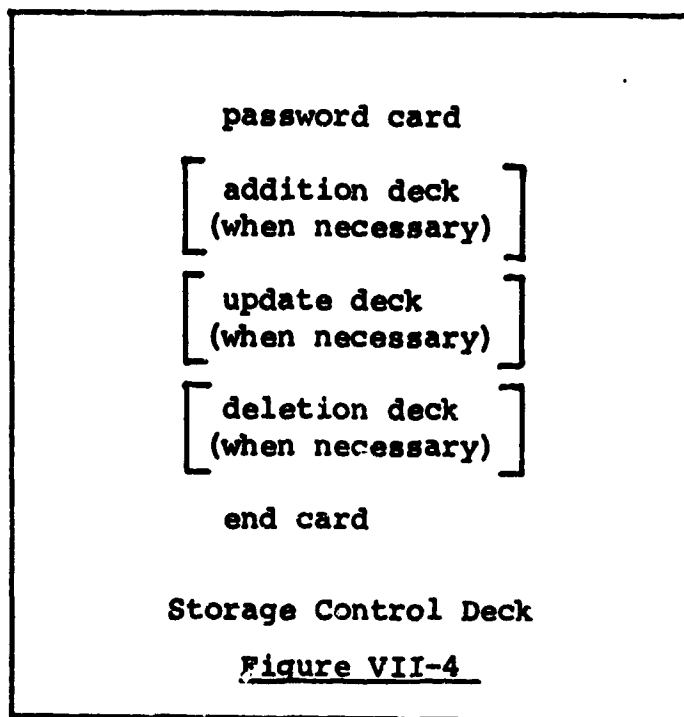 password card
addition deck
(when necessary)
update deck
(when necessary)
deletion deck
(when necessary)
end card
Storage Control Deck
Figure VII-4